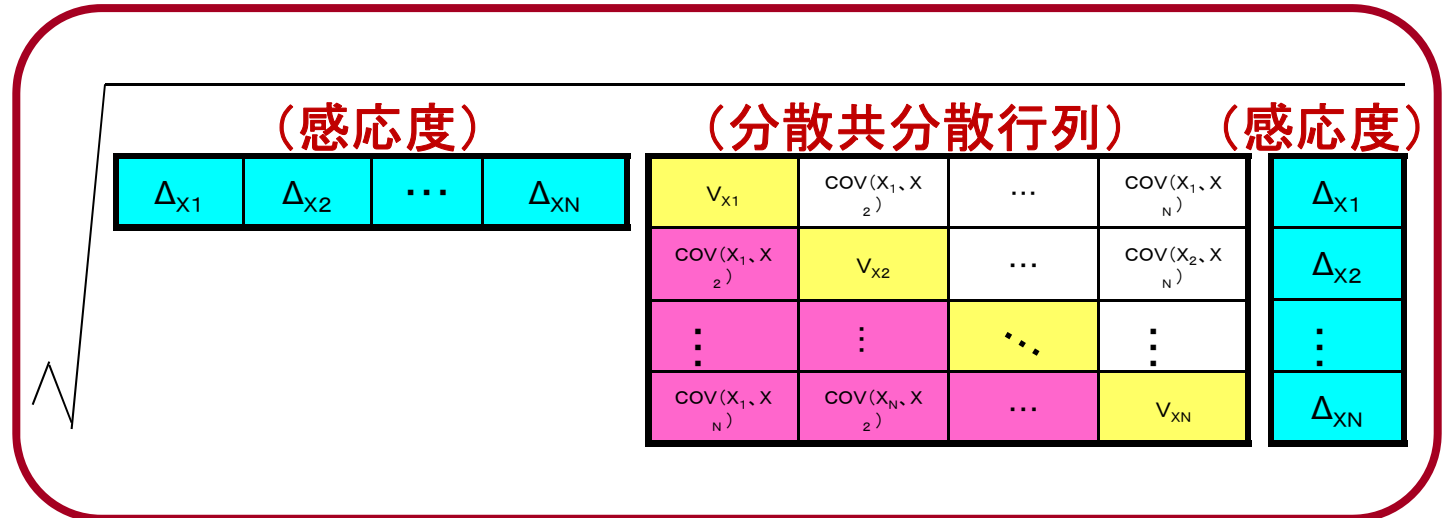 （感応度） （分散共分散行列） （感応度）
ΔX1 ΔX2 ・・・ ΔXN VX1 COV(X1、X2) ・・・ COV(X1、XN) ΔX1
COV(X1、X2) VX2 ・・・ COV(X2、XN) ΔX2
⋮ ⋮ ⋱ ⋮ ⋮
COV(X1、XN) COV(XN、X2) ・・・ VXN ΔXN